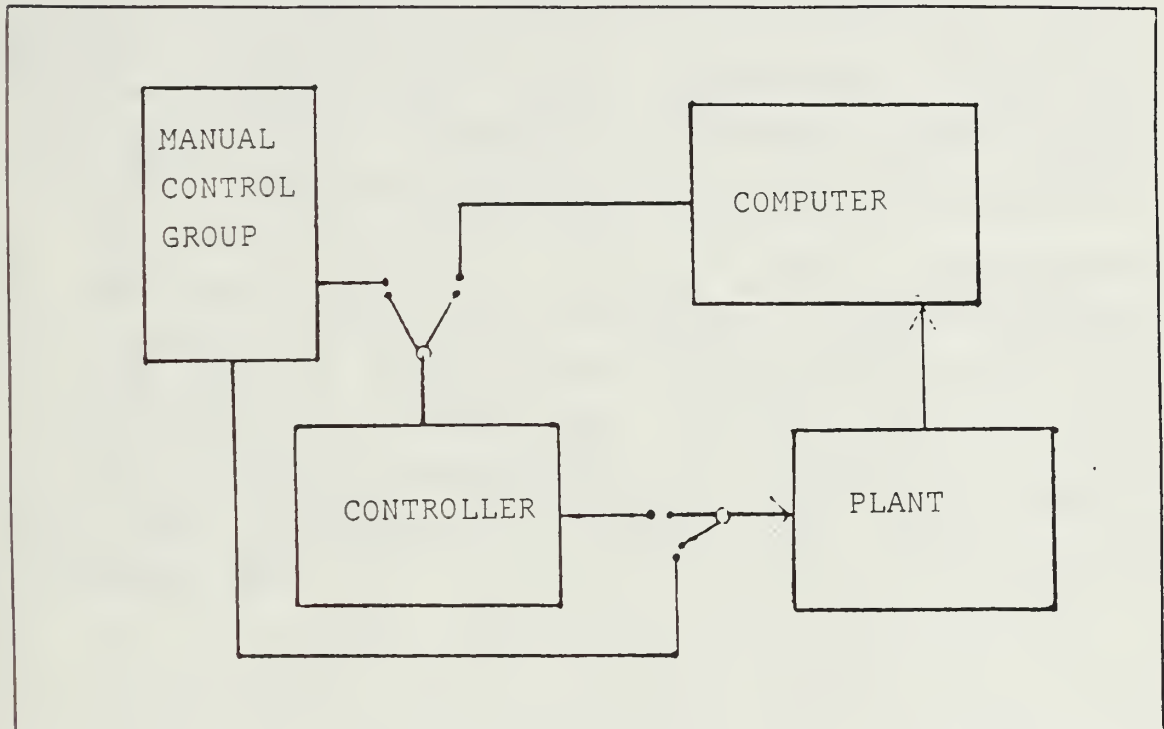 MANUAL
CONTROL
GROUP
COMPUTER
CONTROLLER
PLANT